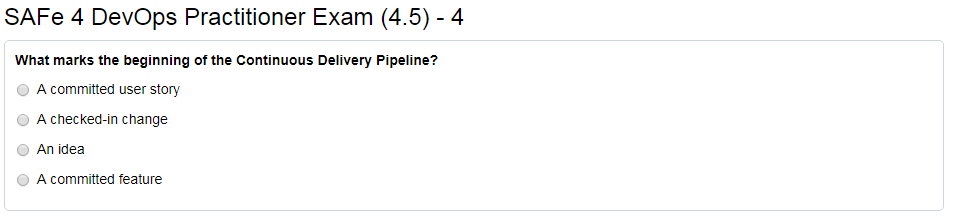 SAFe 4 DevOps Practitioner Exam (4.5) - 4
What marks the beginning of the Continuous Delivery Pipeline?
A committed user story
A checked-in change
An idea
A committed feature